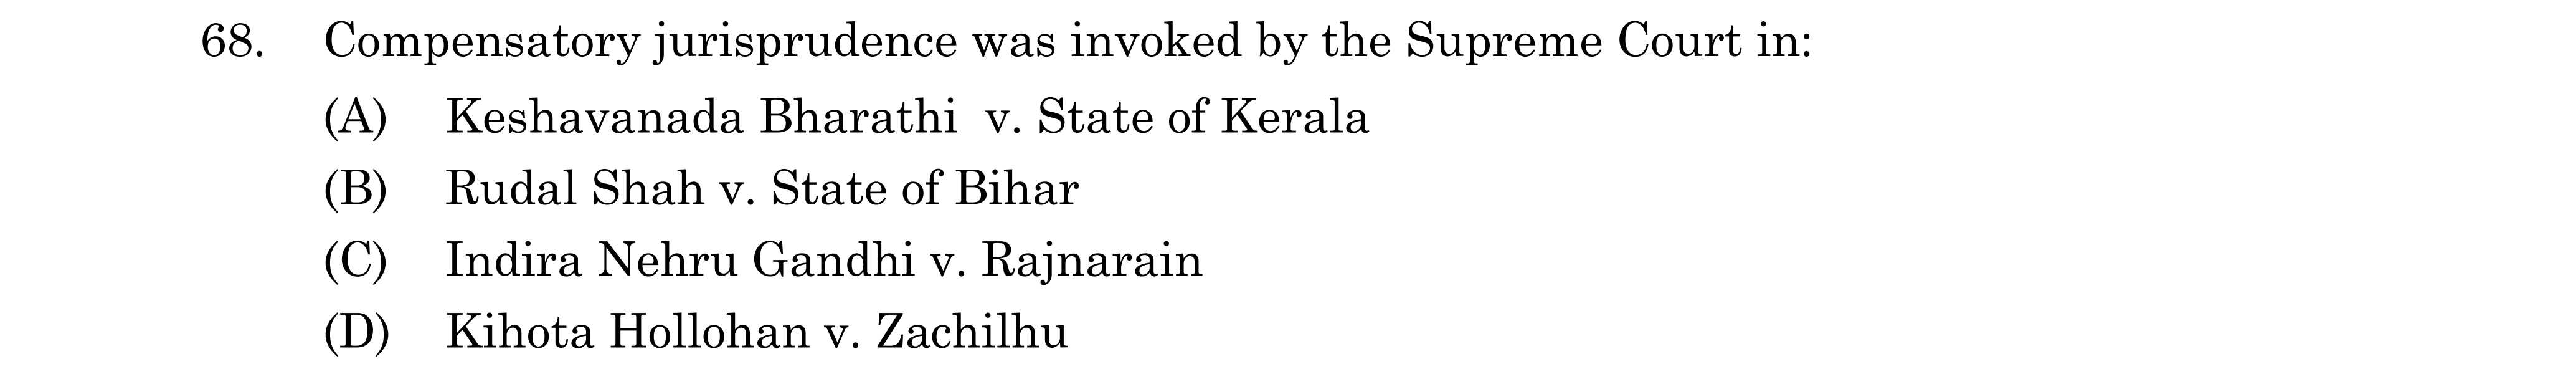 68. Compensatory jurisprudence was invoked by the Supreme Court in:
(A) Keshavanada Bharathi v. State of Kerala
(B) Rudal Shah v. State of Bihar
(C) Indira Nehru Gandhi v. Rajnarain
(D) Kihota Hollohan v. Zachilhu